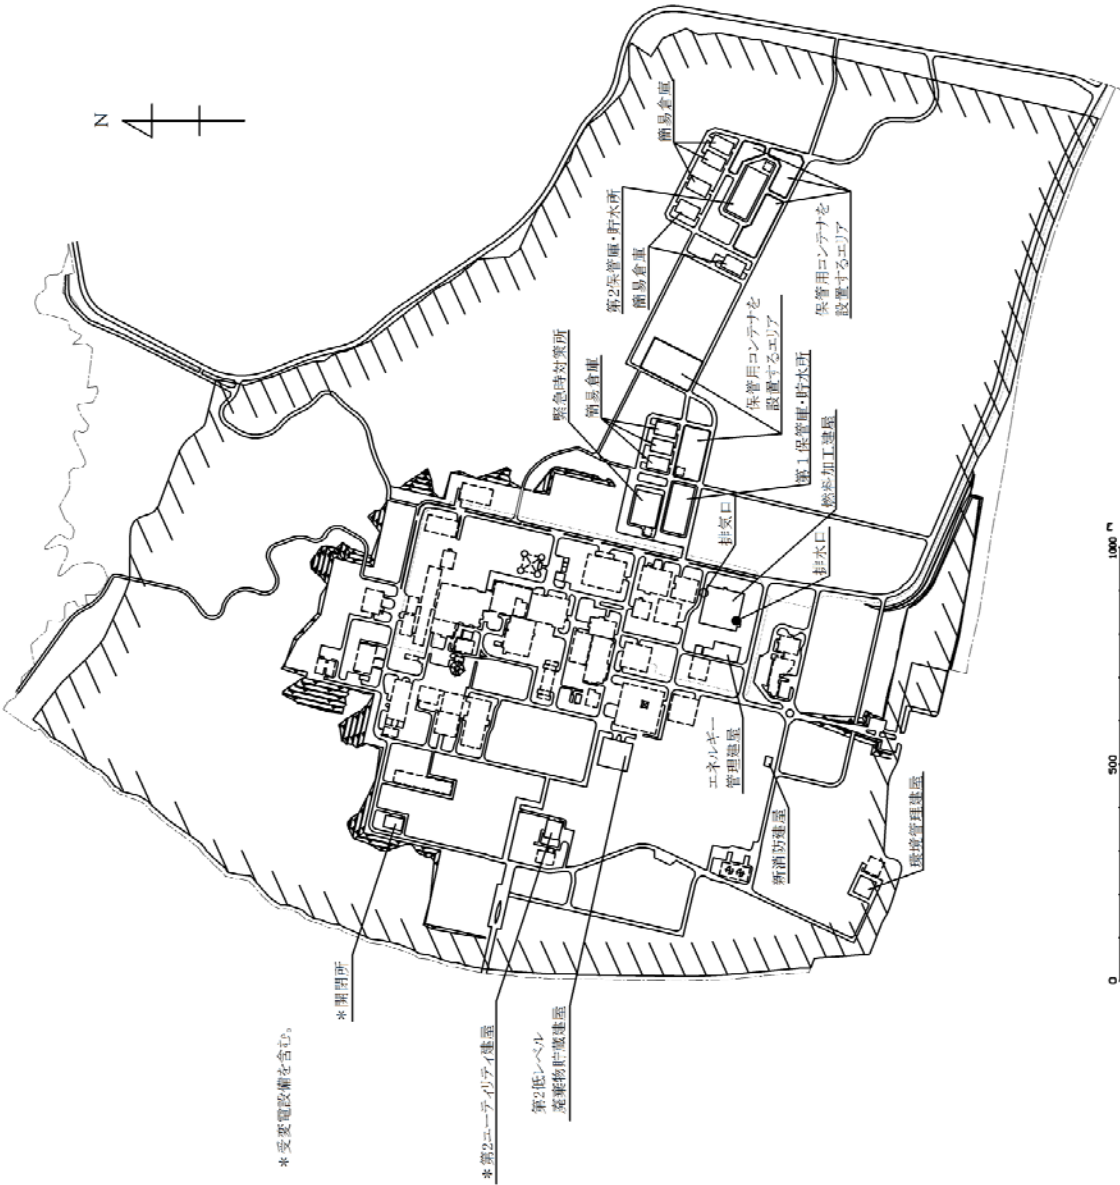 N
簡易倉庫
第2保管庫・貯水所
簡易倉庫
保管用コンテナを
設置するエリア
緊急時対策所
簡易倉庫
保管用コンテナを
設置するエリア
第1保管庫・貯水所
燃料加工建屋
排気口
排水口
エネルギー
管理建屋
新消防建屋
環境管理建屋
*開閉所
*受変電設備を含む。
*第2ユーティリティ建屋
第2低レベル
廃棄物貯蔵建屋
0 500 1000 m